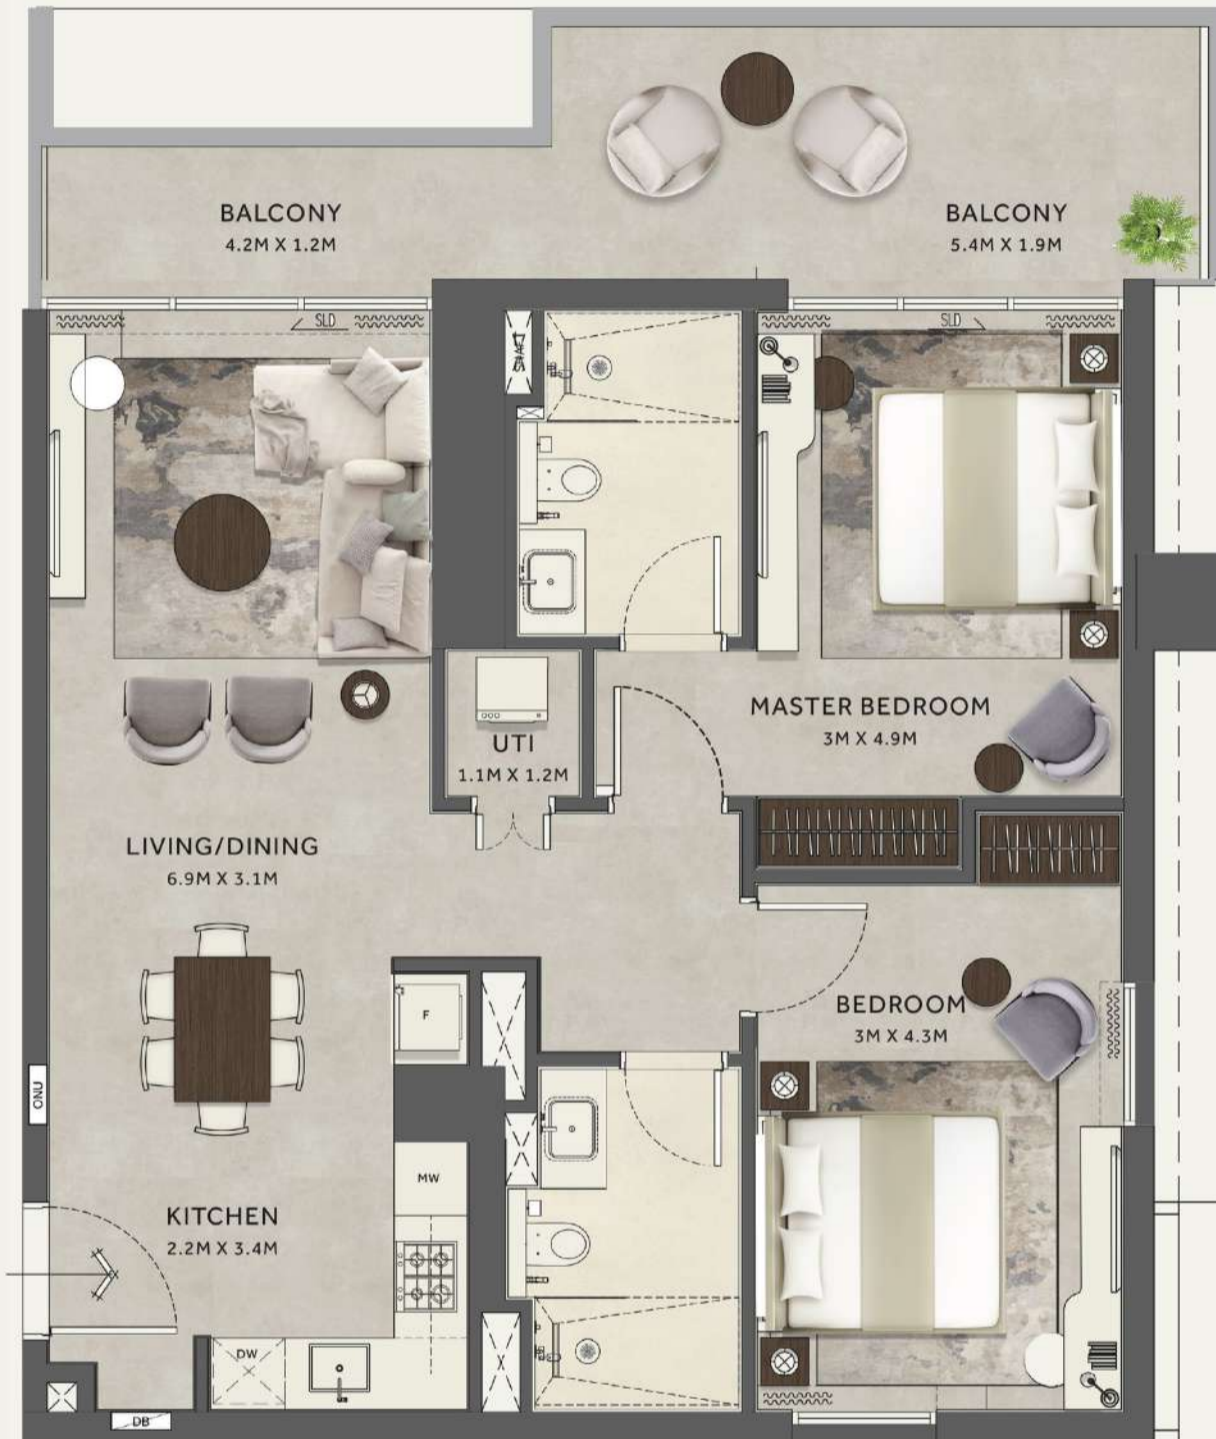 BALCONY
4.2M X 1.2M
BALCONY
5.4M X 1.9M
SLD
SHAFT
SLD
MASTER BEDROOM
3M X 4.9M
UTI
1.1M X 1.2M
LIVING/DINING
6.9M X 3.1M
F
BEDROOM
3M X 4.3M
ONU
MW
KITCHEN
2.2M X 3.4M
DW
DB